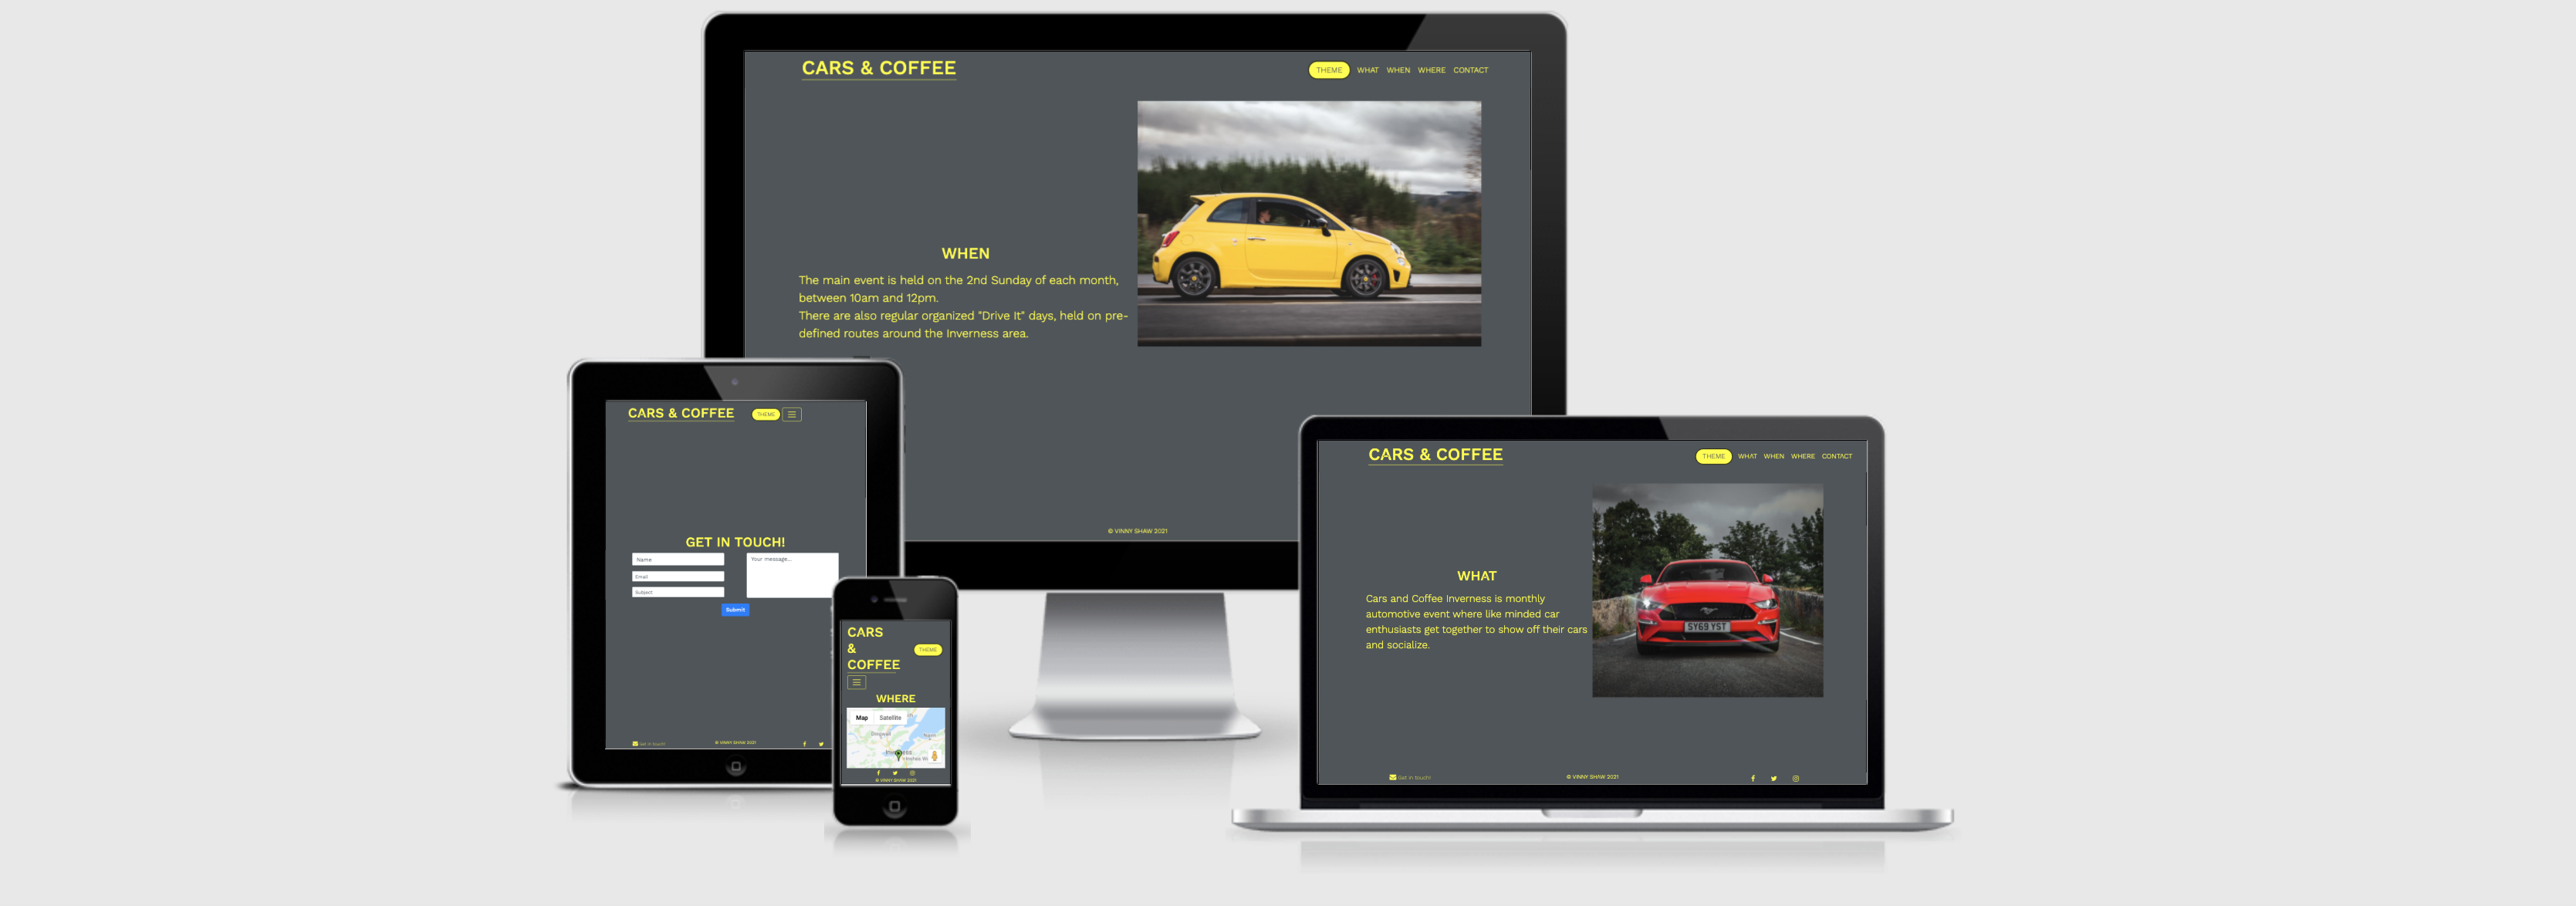 CARS & COFFEE
THEME WHAT WHEN WHERE CONTACT
WHEN
The main event is held on the 2nd Sunday of each month,
between 10am and 12pm.
There are also regular organized "Drive It" days, held on pre-
defined routes around the Inverness area.
© VINNY SHAW 2021
CARS & COFFEE
THEME
GET IN TOUCH!
Name
Email
Subject
Your message...
Submit
Get in touch!
© VINNY SHAW 2021
CARS
&
COFFEE
THEME
WHERE
Map Satellite
Dingwall
Nairn
© VINNY SHAW 2021
CARS & COFFEE
THEME WHAT WHEN WHERE CONTACT
WHAT
Cars and Coffee Inverness is monthly
automotive event where like minded car
enthusiasts get together to show off their cars
and socialize.
SY69 YST
Get in touch!
© VINNY SHAW 2021